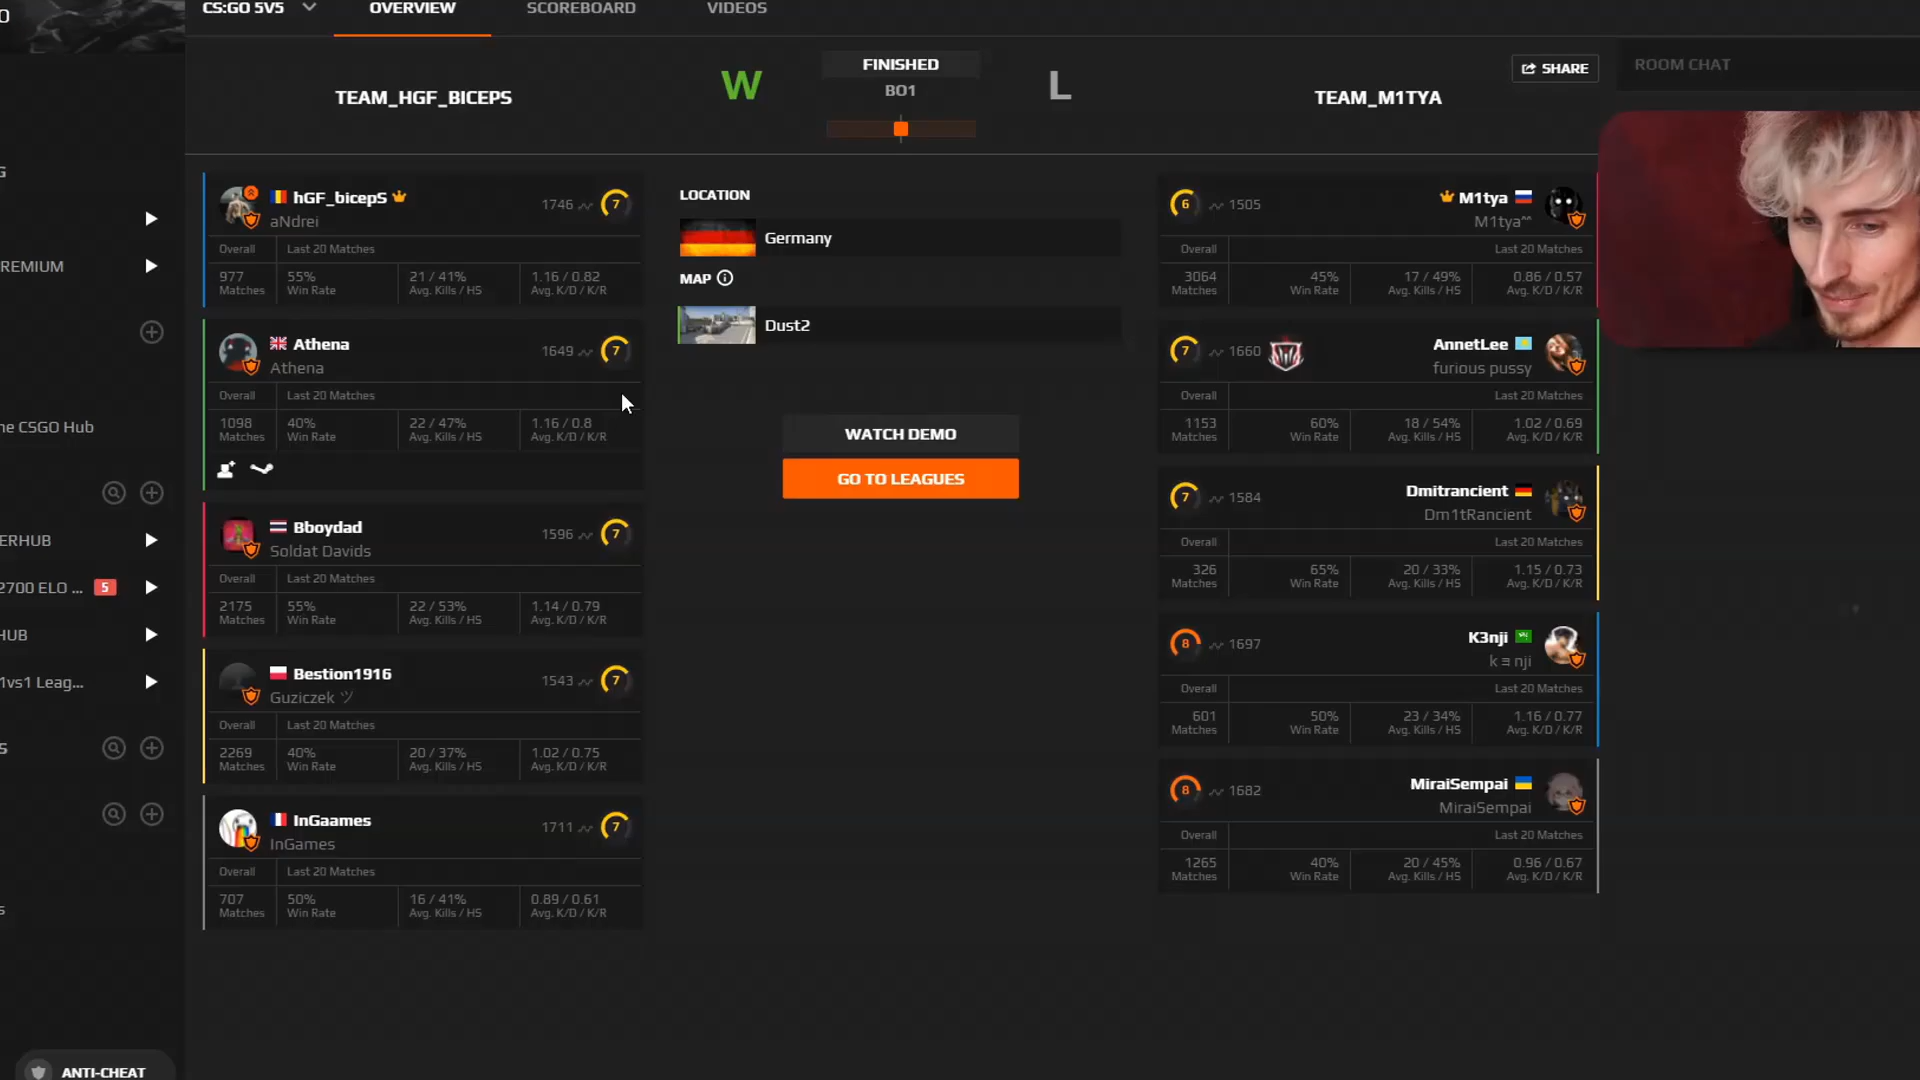 O
CS:GO 5V5
OVERVIEW
SCOREBOARD
VIDEOS
TEAM_HGF_BICEPS
W
FINISHED
BO1
L
TEAM_M1TYA
SHARE
ROOM CHAT
G
REMIUM
ne CSGO Hub
ERHUB
2700 ELO ...
5
HUB
1vs1 Leag...
S
s
ANTI-CHEAT
hGF_bicepS
aNdrei
1746
7
Overall
Last 20 Matches
977
55%
21 / 41%
1.16 / 0.82
Matches
Win Rate
Avg. Kills / HS
Avg. K/D / K/R
Athena
Athena
1649
7
Overall
Last 20 Matches
1098
40%
22 / 47%
1.16 / 0.8
Matches
Win Rate
Avg. Kills / HS
Avg. K/D / K/R
Bboydad
Soldat Davids
1596
7
Overall
Last 20 Matches
2175
55%
22 / 53%
1.14 / 0.79
Matches
Win Rate
Avg. Kills / HS
Avg. K/D / K/R
Bestion1916
Guziczek ツ
1543
7
Overall
Last 20 Matches
2269
40%
20 / 37%
1.02 / 0.75
Matches
Win Rate
Avg. Kills / HS
Avg. K/D / K/R
InGaames
InGames
1711
7
Overall
Last 20 Matches
707
50%
16 / 41%
0.89 / 0.61
Matches
Win Rate
Avg. Kills / HS
Avg. K/D / K/R
LOCATION
Germany
MAP
Dust2
WATCH DEMO
GO TO LEAGUES
6
1505
M1tya
M1tya^^
Overall
Last 20 Matches
3064
45%
17 / 49%
0.86 / 0.57
Matches
Win Rate
Avg. Kills / HS
Avg. K/D / K/R
7
1660
AnnetLee
furious pussy
Overall
Last 20 Matches
1153
60%
18 / 54%
1.02 / 0.69
Matches
Win Rate
Avg. Kills / HS
Avg. K/D / K/R
7
1584
Dmitrancient
Dm1tRancient
Overall
Last 20 Matches
326
65%
20 / 33%
1.15 / 0.73
Matches
Win Rate
Avg. Kills / HS
Avg. K/D / K/R
8
1697
K3nji
k ∃ nji
Overall
Last 20 Matches
601
50%
23 / 34%
1.16 / 0.77
Matches
Win Rate
Avg. Kills / HS
Avg. K/D / K/R
8
1682
MiraiSempai
MiraiSempai
Overall
Last 20 Matches
1265
40%
20 / 45%
0.96 / 0.67
Matches
Win Rate
Avg. Kills / HS
Avg. K/D / K/R